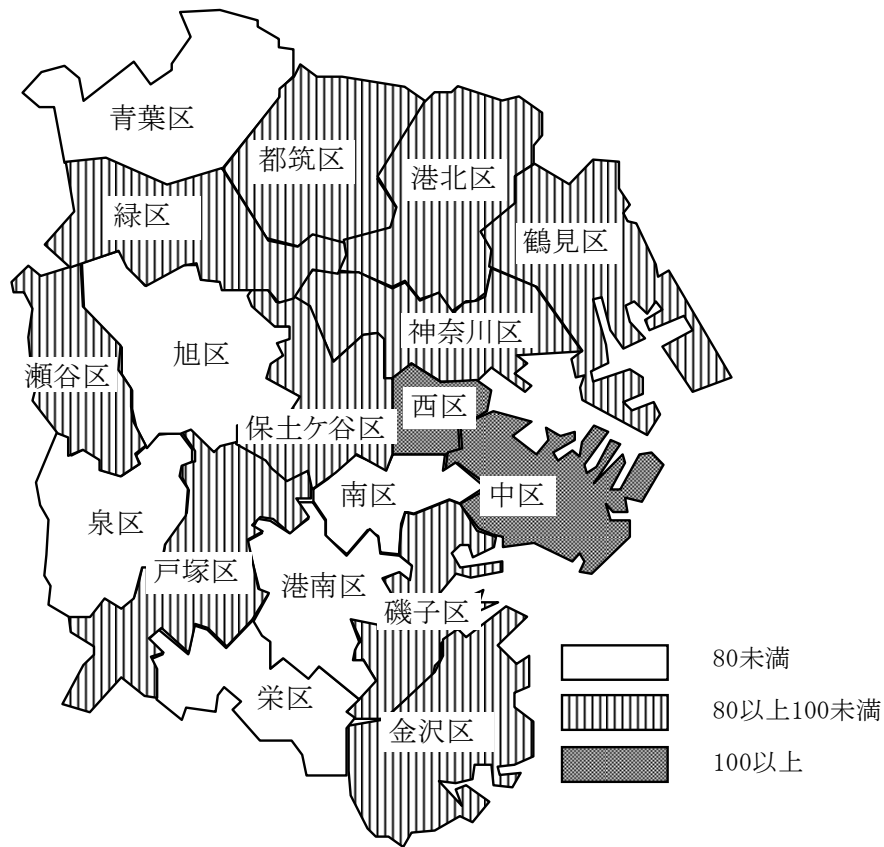 青葉区
都筑区
港北区
緑区
鶴見区
神奈川区
旭区
瀬谷区
西区
保土ケ谷区
南区
中区
泉区
戸塚区
港南区
磯子区
栄区
金沢区
80未満
80以上100未満
100以上